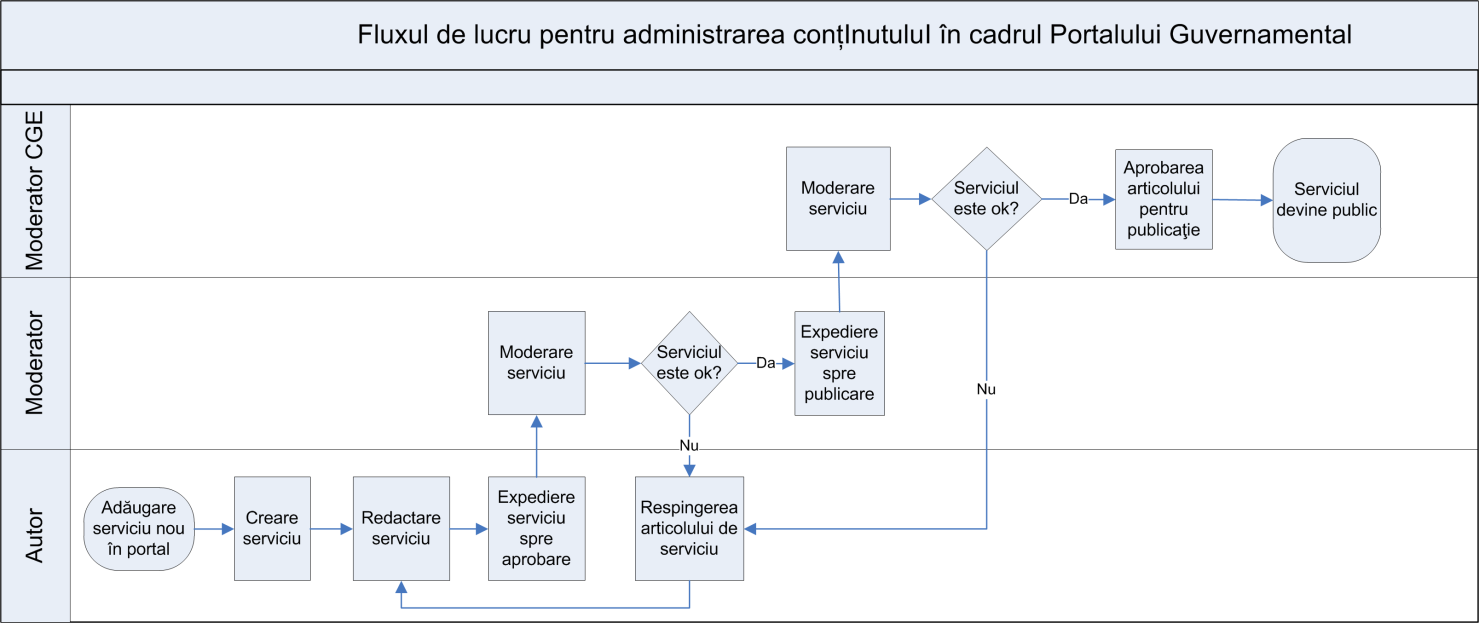 Fluxul de lucru pentru administrarea conțInutuluI în cadrul Portalului Guvernamental
Moderator CGE
Moderare
serviciu
Serviciul
este ok?
Da
Aprobarea
articolului
pentru
publicaţie
Serviciul
devine public
Moderator
Moderare
serviciu
Serviciul
este ok?
Da
Expediere
serviciu
spre
publicare
Nu
Nu
Autor
Adăugare
serviciu nou
în portal
Creare
serviciu
Redactare
serviciu
Expediere
serviciu
spre
aprobare
Respingerea
articolului de
serviciu